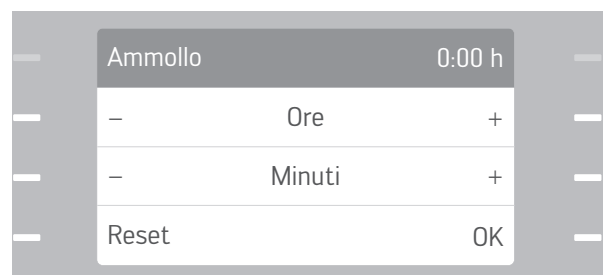 Ammollo 0:00 h
– Ore +
– Minuti +
Reset OK